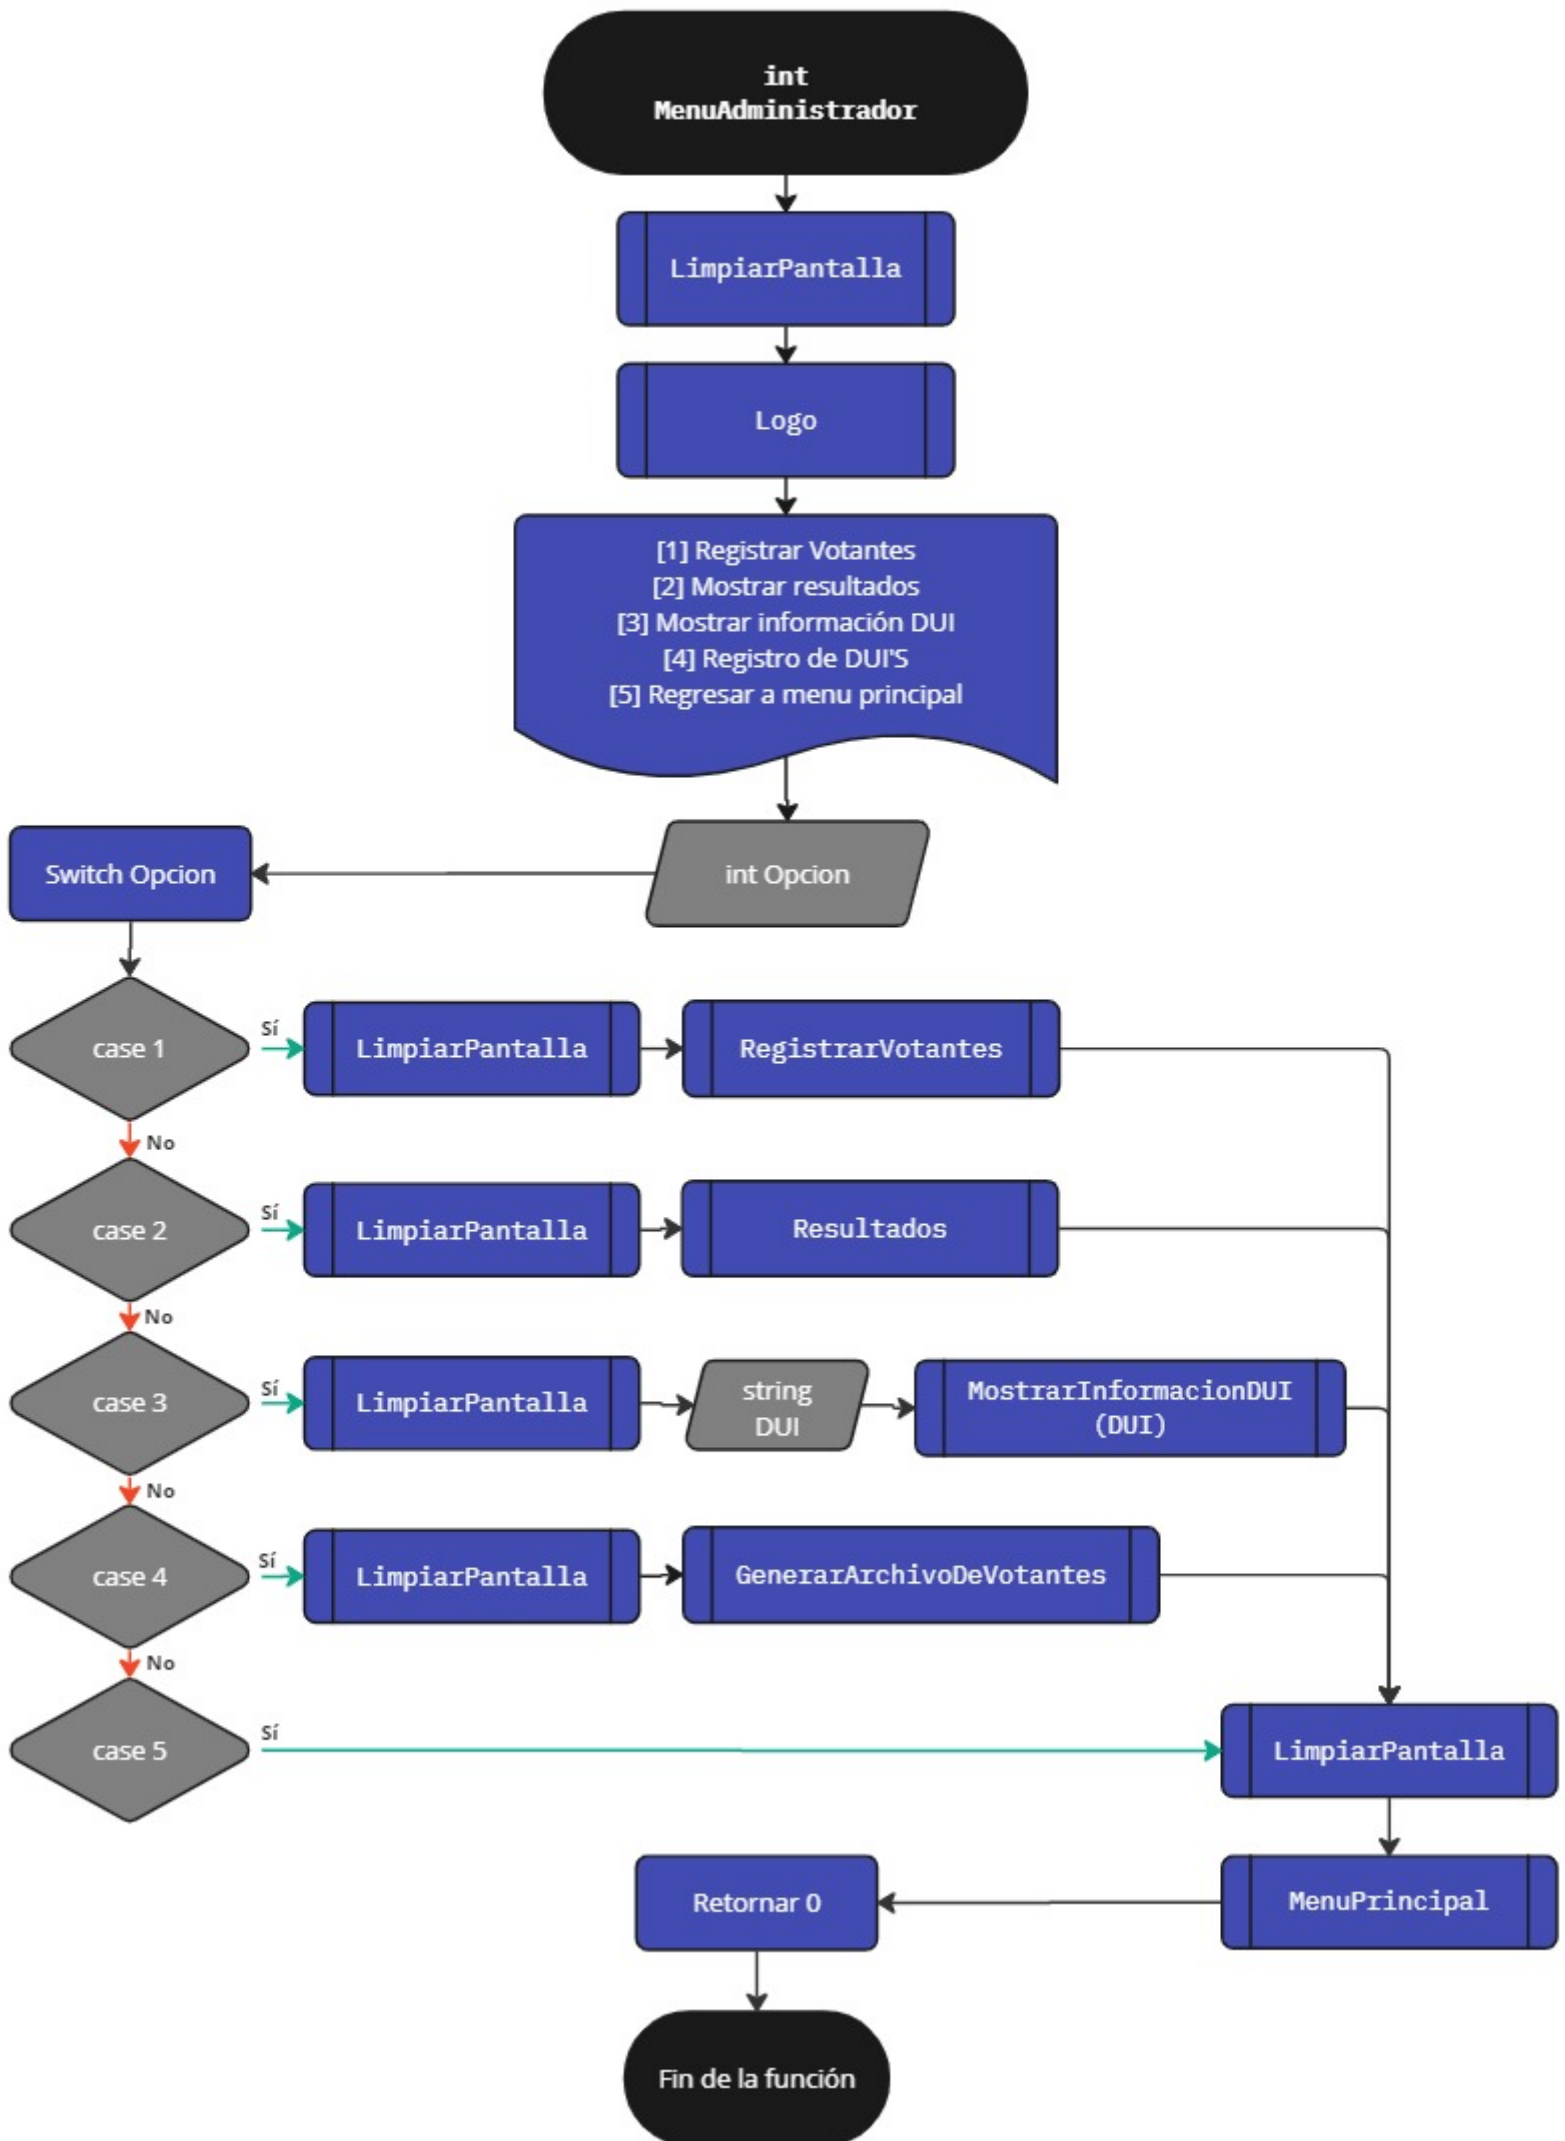 int
MenuAdministrador
LimpiarPantalla
Logo
[1] Registrar Votantes
[2] Mostrar resultados
[3] Mostrar información DUI
[4] Registro de DUI'S
[5] Regresar a menu principal
Switch Opcion
int Opcion
case 1
Sí
LimpiarPantalla
RegistrarVotantes
No
case 2
Sí
LimpiarPantalla
Resultados
No
case 3
Sí
LimpiarPantalla
string
DUI
MostrarInformacionDUI
(DUI)
No
case 4
Sí
LimpiarPantalla
GenerarArchivoDeVotantes
No
case 5
Sí
LimpiarPantalla
Retornar 0
MenuPrincipal
Fin de la función